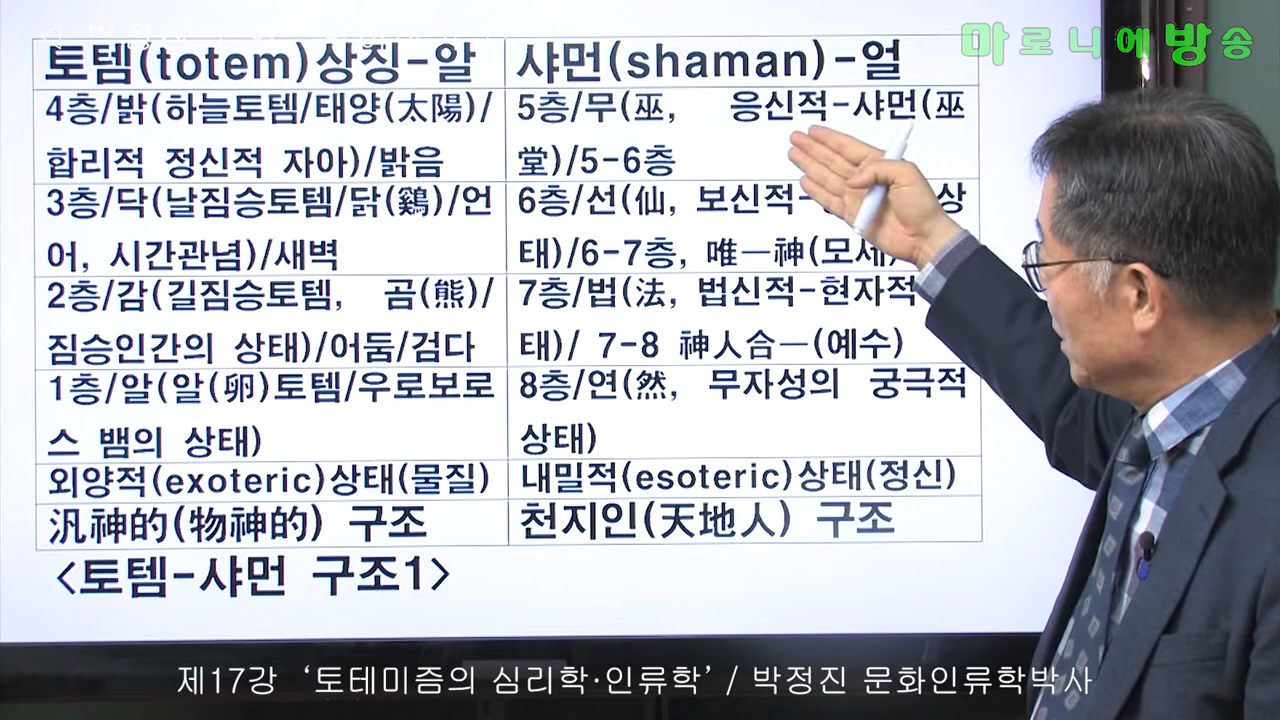 마로니에방송
토템(totem)상징-알 샤먼(shaman)-얼
4층/밝(하늘토템/태양(太陽)/
합리적 정신적 자아)/밝음
5층/무(巫, 응신적-샤먼(巫
堂)/5-6층
3층/닥(날짐승토템/닭(鷄)/언
어, 시간관념)/새벽
6층/선(仙, 보신적- 상
태)/6-7층, 唯一神(모세)
2층/감(길짐승토템, 곰(熊)/
짐승인간의 상태)/어둠/검다
7층/법(法, 법신적-현자적
태)/ 7-8 神人合一(예수)
1층/알(알(卵)토템/우로보로
스 뱀의 상태)
8층/연(然, 무자성의 궁극적
상태)
외양적(exoteric)상태(물질) 내밀적(esoteric)상태(정신)
汎神的(物神的) 구조 천지인(天地人) 구조
<토템-샤먼 구조1>
제17강 ‘토테미즘의 심리학·인류학’ / 박정진 문화인류학박사